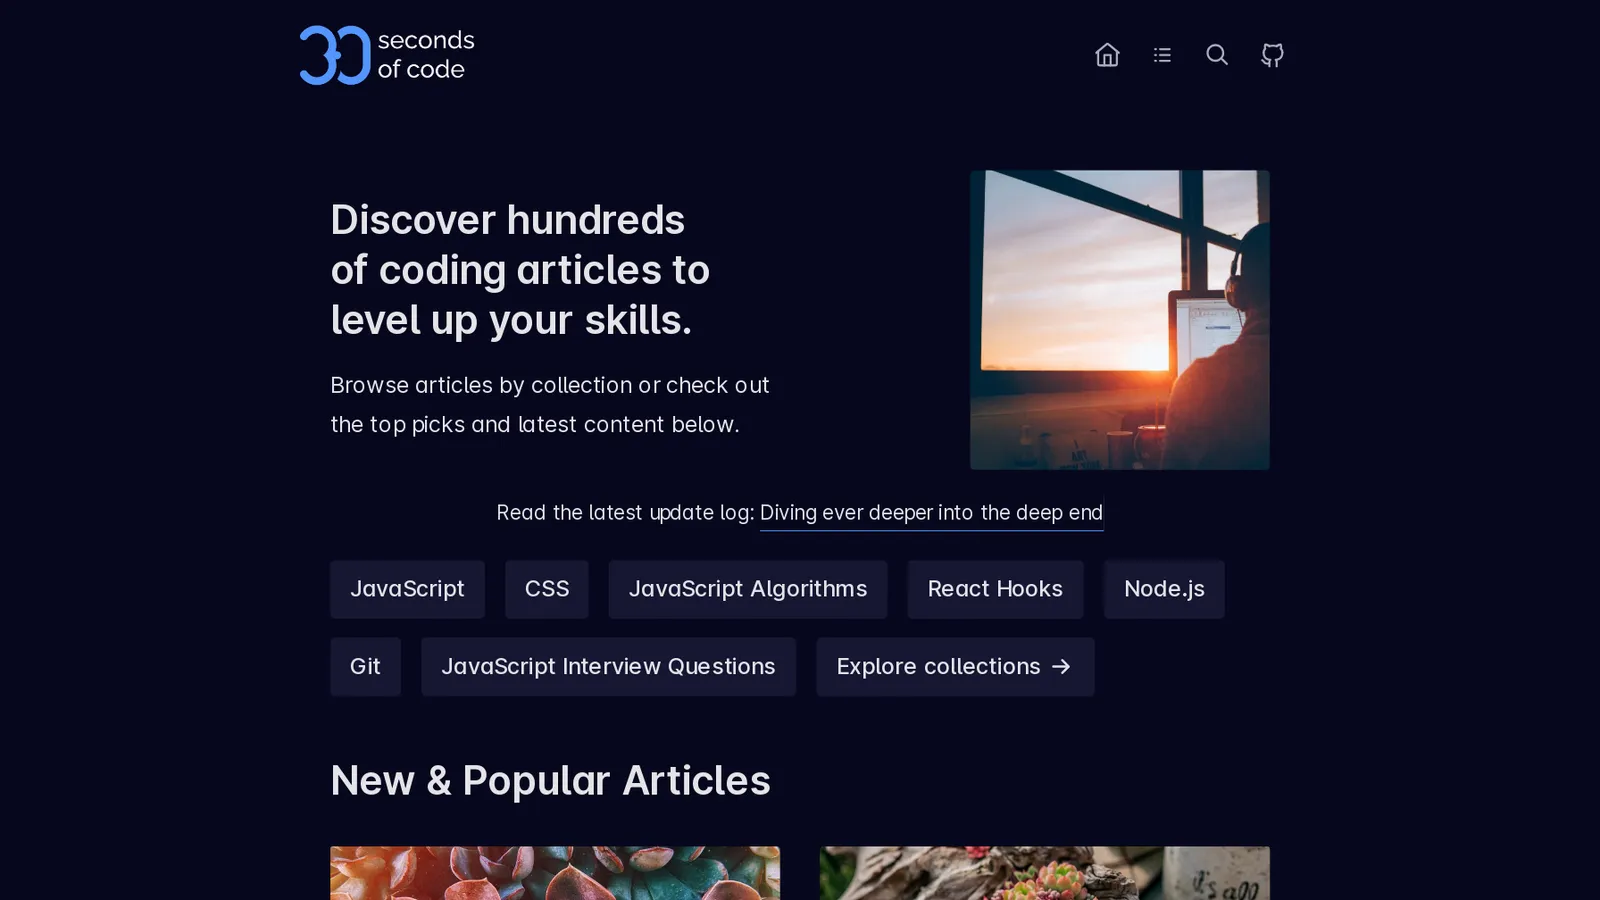 30 seconds
of code
Discover hundreds
of coding articles to
level up your skills.
Browse articles by collection or check out
the top picks and latest content below.
Read the latest update log: Diving ever deeper into the deep end
JavaScript
CSS
JavaScript Algorithms
React Hooks
Node.js
Git
JavaScript Interview Questions
Explore collections →
New & Popular Articles